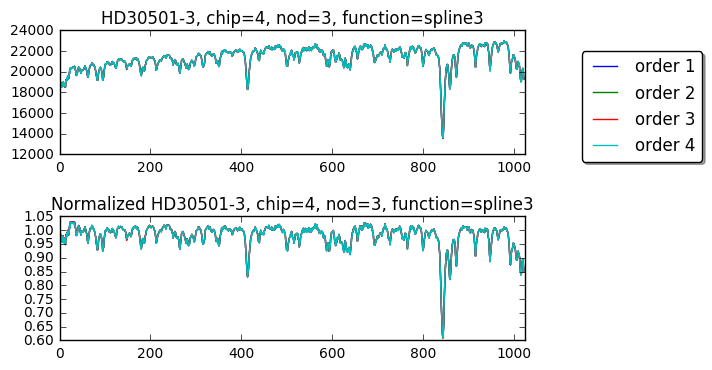 HD30501-3, chip=4, nod=3, function=spline3
24000
22000
20000
18000
16000
14000
12000
0 200 400 600 800 1000
order 1
order 2
order 3
order 4
Normalized HD30501-3, chip=4, nod=3, function=spline3
1.05
1.00
0.95
0.90
0.85
0.80
0.75
0.70
0.65
0.60
0 200 400 600 800 1000